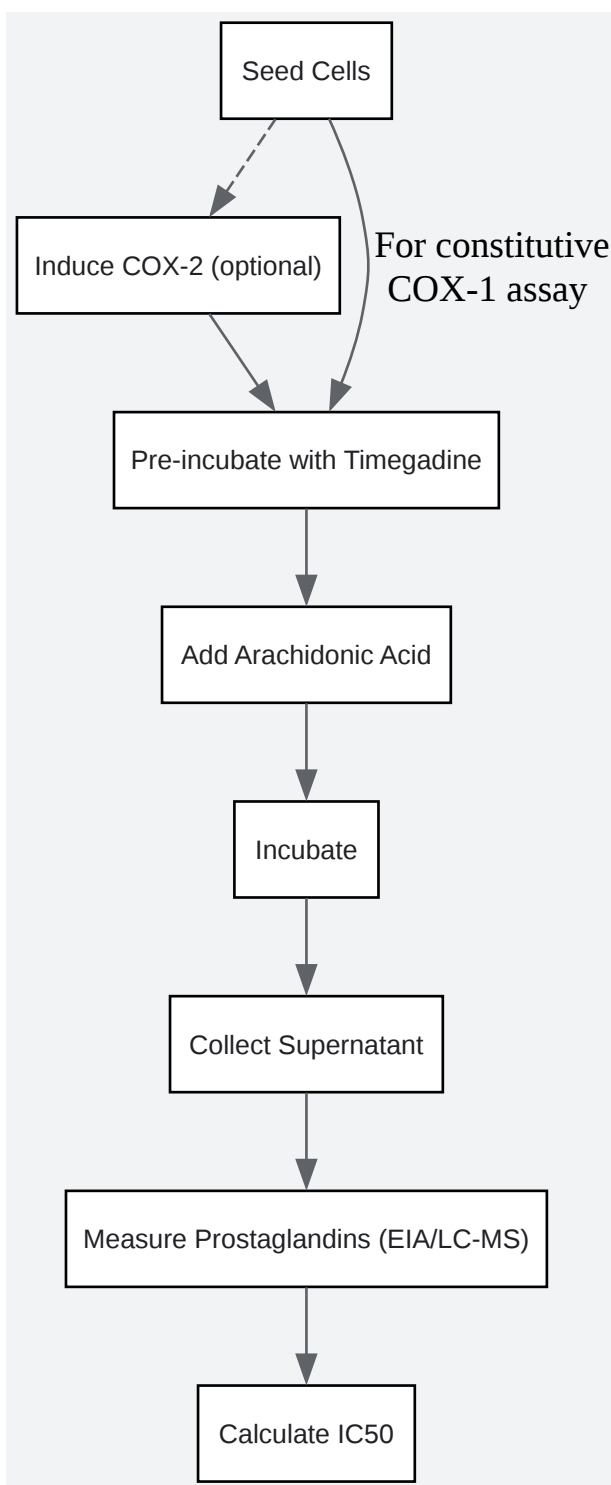 Seed Cells
Induce COX-2 (optional)
For constitutive
COX-1 assay
Pre-incubate with Timegadine
Add Arachidonic Acid
Incubate
Collect Supernatant
Measure Prostaglandins (EIA/LC-MS)
Calculate IC50